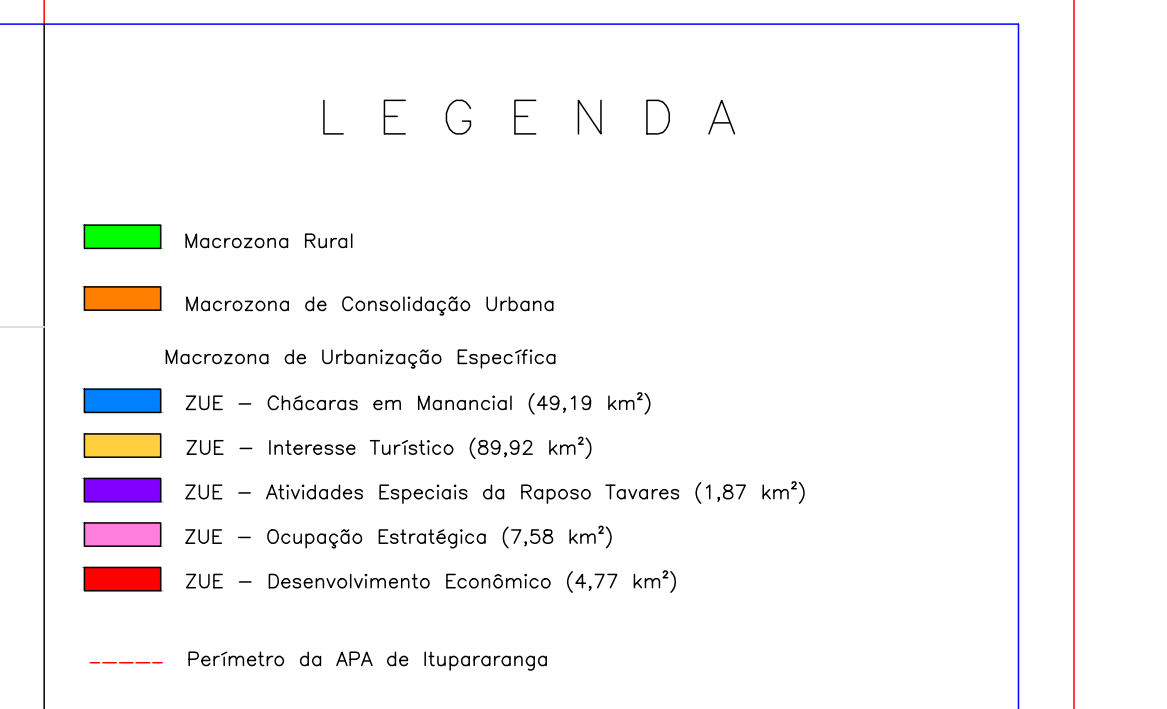 L E G E N D A
Macrozona Rural
Macrozona de Consolidação Urbana
Macrozona de Urbanização Específica
ZUE – Chácaras em Manancial (49,19 km²)
ZUE – Interesse Turístico (89,92 km²)
ZUE – Atividades Especiais da Raposo Tavares (1,87 km²)
ZUE – Ocupação Estratégica (7,58 km²)
ZUE – Desenvolvimento Econômico (4,77 km²)
Perímetro da APA de Itupararanga